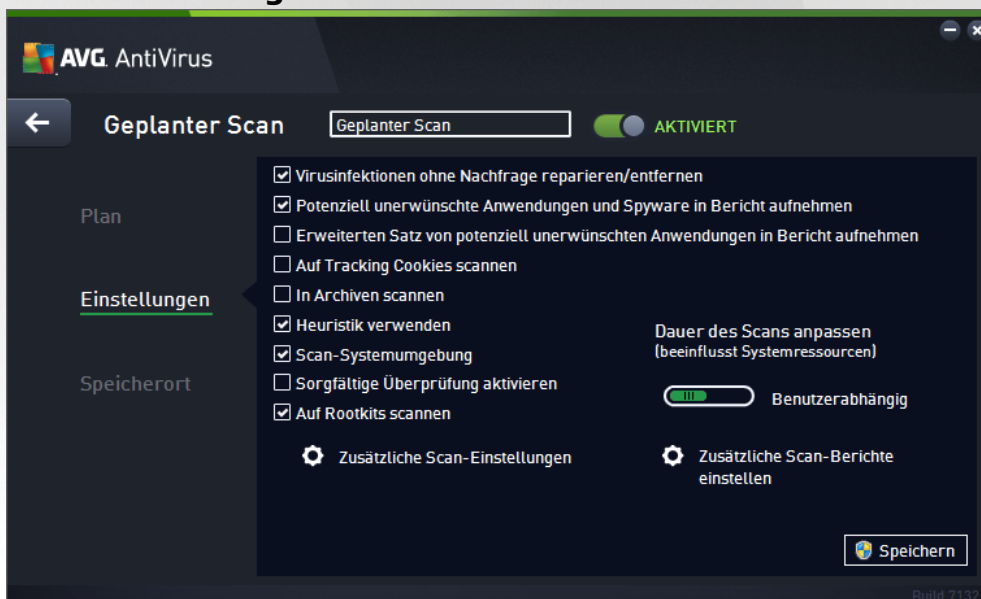 AVG. AntiVirus
Geplanter Scan
Geplanter Scan
AKTIVIERT
Plan
Einstellungen
Speicherort
Virusinfektionen ohne Nachfrage reparieren/entfernen
Potenziell unerwünschte Anwendungen und Spyware in Bericht aufnehmen
Erweiterten Satz von potenziell unerwünschten Anwendungen in Bericht aufnehmen
Auf Tracking Cookies scannen
In Archiven scannen
Heuristik verwenden
Scan-Systemumgebung
Sorgfältige Überprüfung aktivieren
Auf Rootkits scannen
Dauer des Scans anpassen
(beeinflusst Systemressourcen)
Benutzerabhängig
Zusätzliche Scan-Einstellungen
Zusätzliche Scan-Berichte
einstellen
Speichern
Build 7132